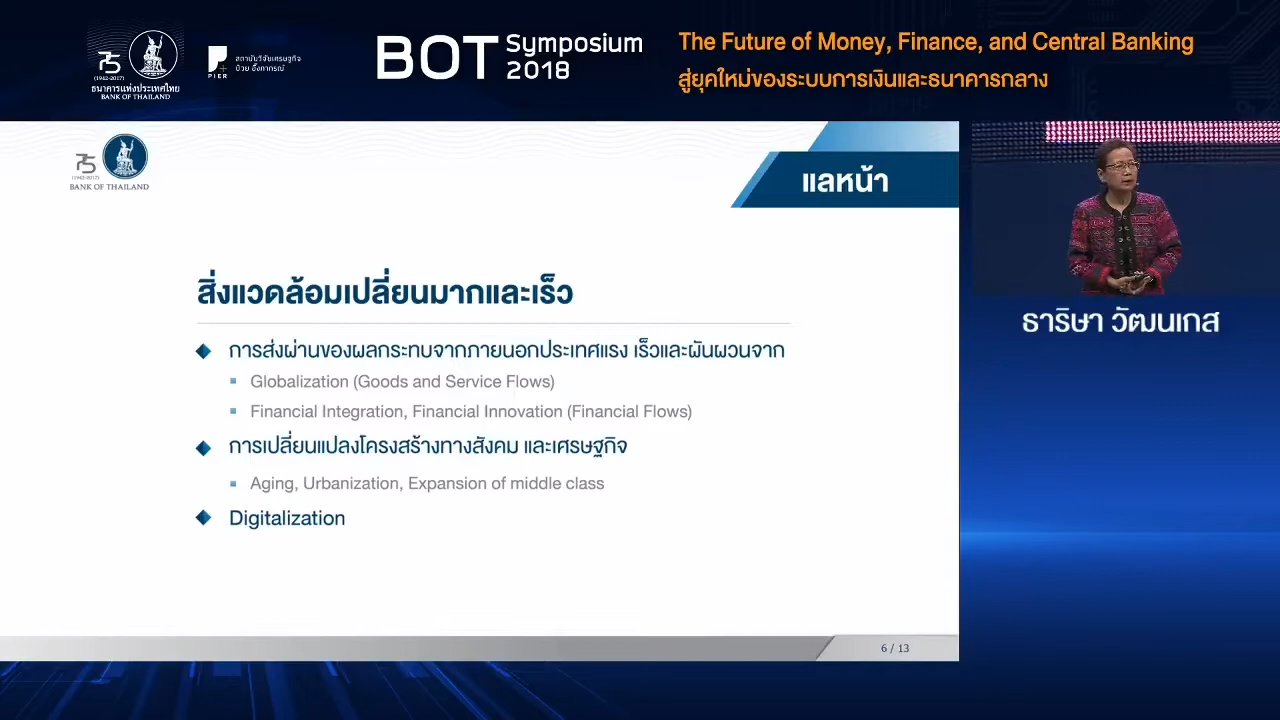 75
(1942-2017)
ธนาคารแห่งประเทศไทย
BANK OF THAILAND
PIER
สถาบันวิจัยเศรษฐกิจ
ป๋วย อึ๊งภากรณ์
BOT Symposium 2018
The Future of Money, Finance, and Central Banking
สู่ยุคใหม่ของระบบการเงินและธนาคารกลาง
75
(1942-2017)
BANK OF THAILAND
แลหน้า
สิ่งแวดล้อมเปลี่ยนมากและเร็ว
การส่งผ่านของผลกระทบจากภายนอกประเทศแรง เร็วและผันผวนจาก
Globalization (Goods and Service Flows)
Financial Integration, Financial Innovation (Financial Flows)
การเปลี่ยนแปลงโครงสร้างทางสังคม และเศรษฐกิจ
Aging, Urbanization, Expansion of middle class
Digitalization
6 / 13
ธาริษา วัฒนเกส